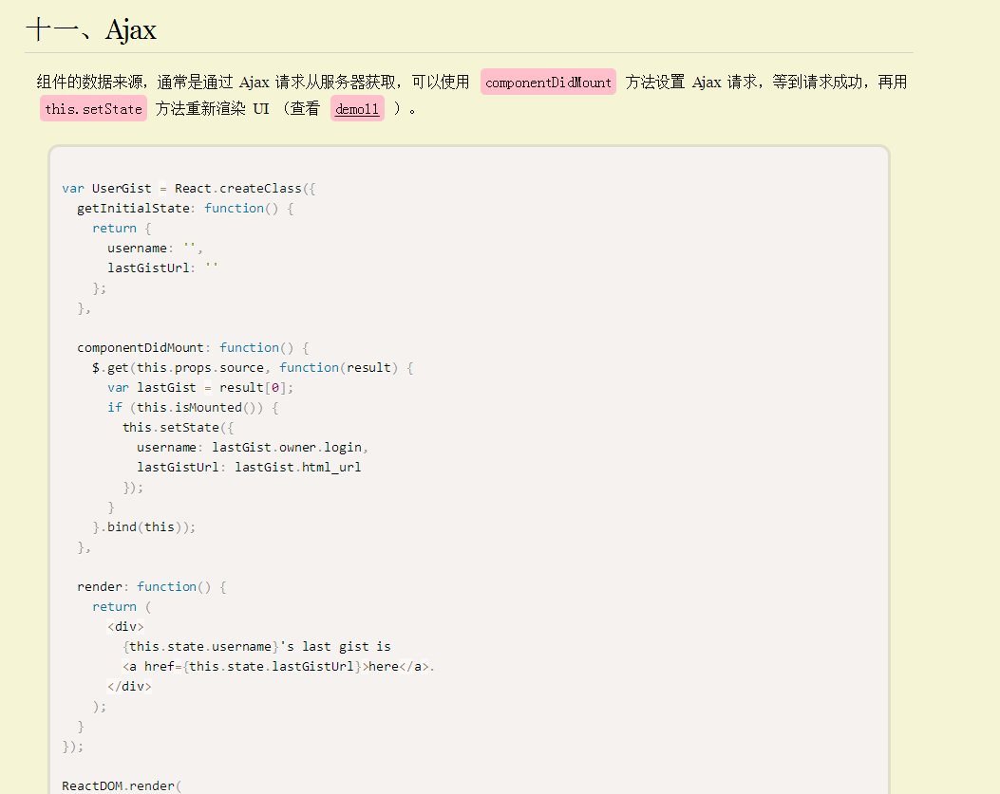 十一、Ajax
组件的数据来源，通常是通过 Ajax 请求从服务器获取，可以使用 componentDidMount 方法设置 Ajax 请求，等到请求成功，再用
this.setState 方法重新渲染 UI （查看 demo11 ）。
var UserGist = React.createClass({
  getInitialState: function() {
    return {
      username: '',
      lastGistUrl: ''
    };
  },
  componentDidMount: function() {
    $.get(this.props.source, function(result) {
      var lastGist = result[0];
      if (this.isMounted()) {
        this.setState({
          username: lastGist.owner.login,
          lastGistUrl: lastGist.html_url
        });
      }
    }.bind(this));
  },
  render: function() {
    return (
      <div>
        {this.state.username}'s last gist is
        <a href={this.state.lastGistUrl}>here</a>.
      </div>
    );
  }
});
ReactDOM.render(